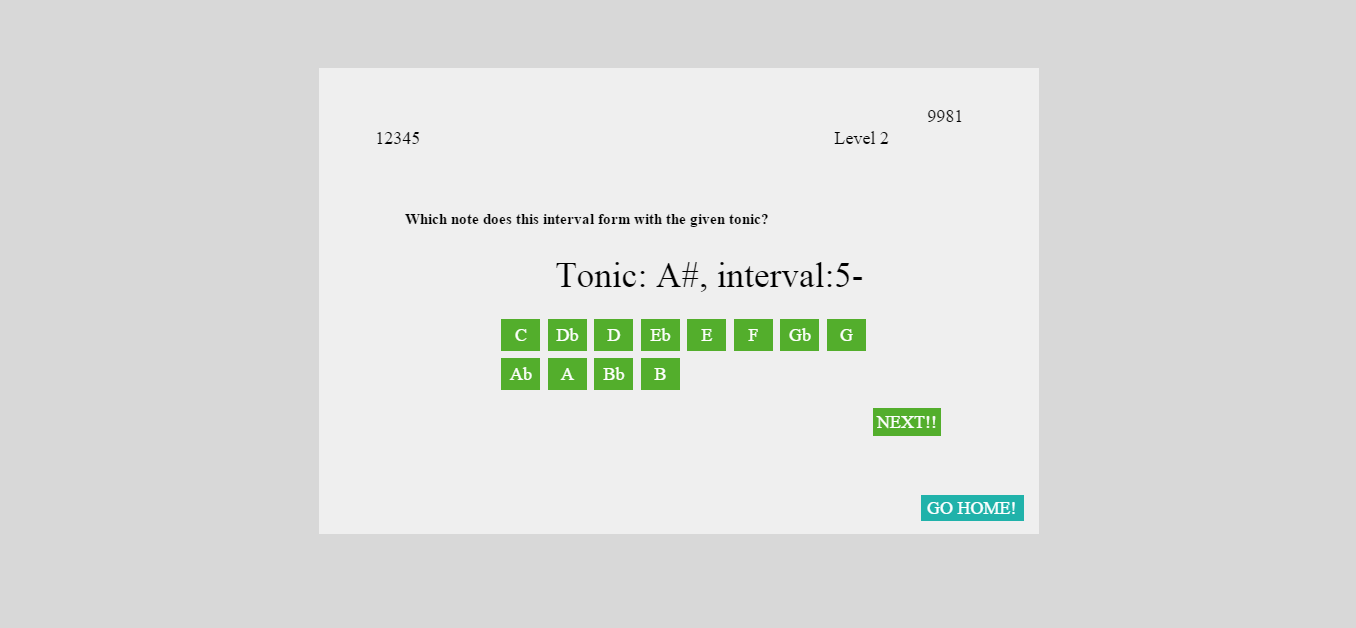 9981
12345 Level 2
Which note does this interval form with the given tonic?
Tonic: A#, interval:5-
C Db D Eb E F Gb G
Ab A Bb B
NEXT!!
GO HOME!